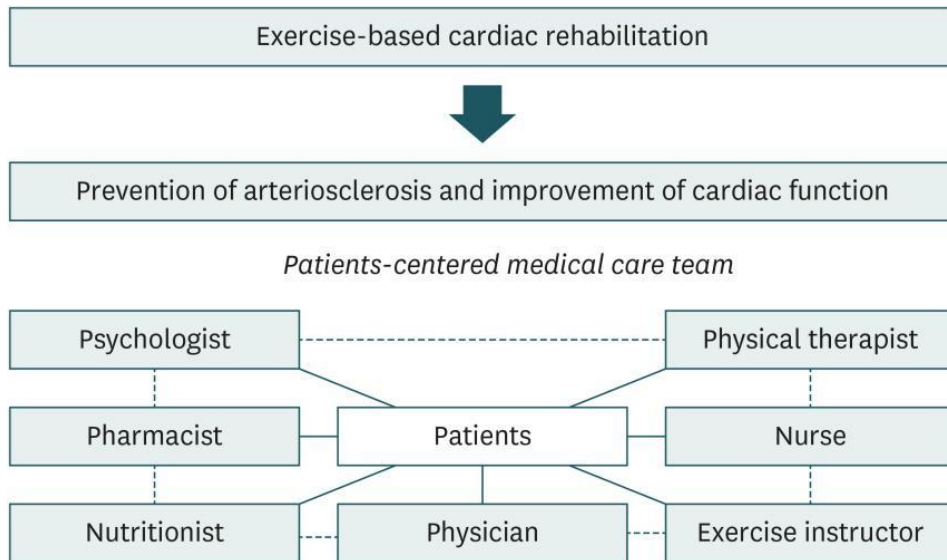 Exercise-based cardiac rehabilitation
Prevention of arteriosclerosis and improvement of cardiac function
Patients-centered medical care team
Psychologist
Physical therapist
Pharmacist
Patients
Nurse
Nutritionist
Physician
Exercise instructor